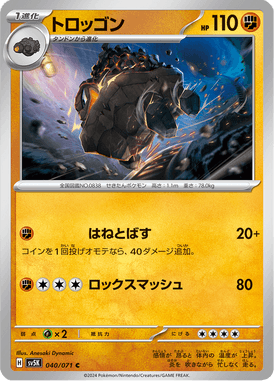 1進化
トロッゴン
HP 110
タンドンから進化
全国図鑑NO.0838 せきたんポケモン 高さ：1.1m 重さ：78.0kg
はねとばす 20+
コインを1回投げオモテなら、40ダメージ追加。
ロックスマッシュ 80
弱点 ×2 抵抗力 にげる
Illus. Anesaki Dynamic
H SV5K 040/071 C
©2024 Pokémon/Nintendo/Creatures/GAME FREAK.